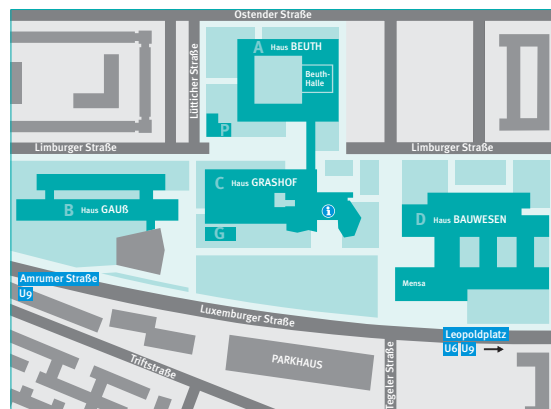 Ostender Straße
Lütticher Straße
A Haus BEUTH
Beuth-
Halle
P
Limburger Straße
Limburger Straße
C Haus GRASHOF
B Haus GAUß
i
D Haus BAUWESEN
G
Amrumer Straße
U9
Mensa
Luxemburger Straße
Leopoldplatz
U6 U9
Triftstraße
PARKHAUS
Tegeler Straße